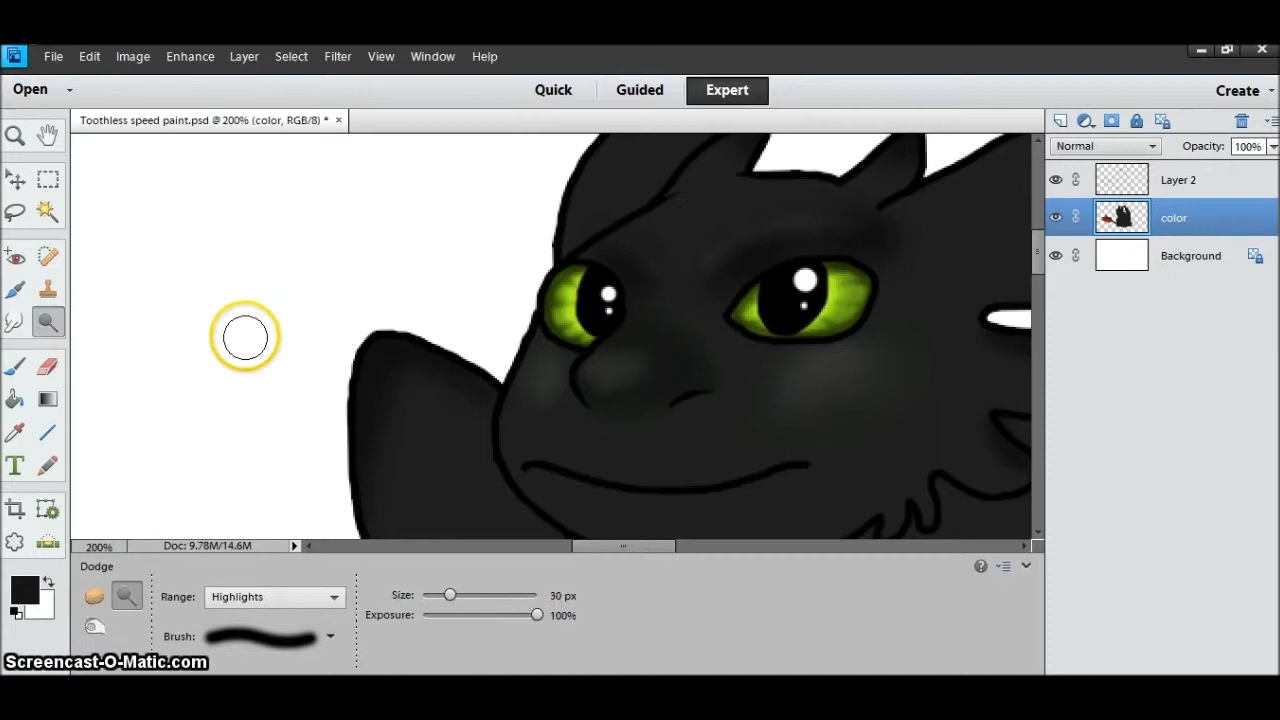 File Edit Image Enhance Layer Select Filter View Window Help
Open Quick Guided Expert Create
Toothless speed paint.psd @ 200% (color, RGB/8) * ×
Normal Opacity: 100%
Layer 2
color
Background
T
200% Doc: 9.78M/14.6M
Dodge
Range: Highlights Size: 30 px
Exposure: 100%
Brush:
Screencast-O-Matic.com